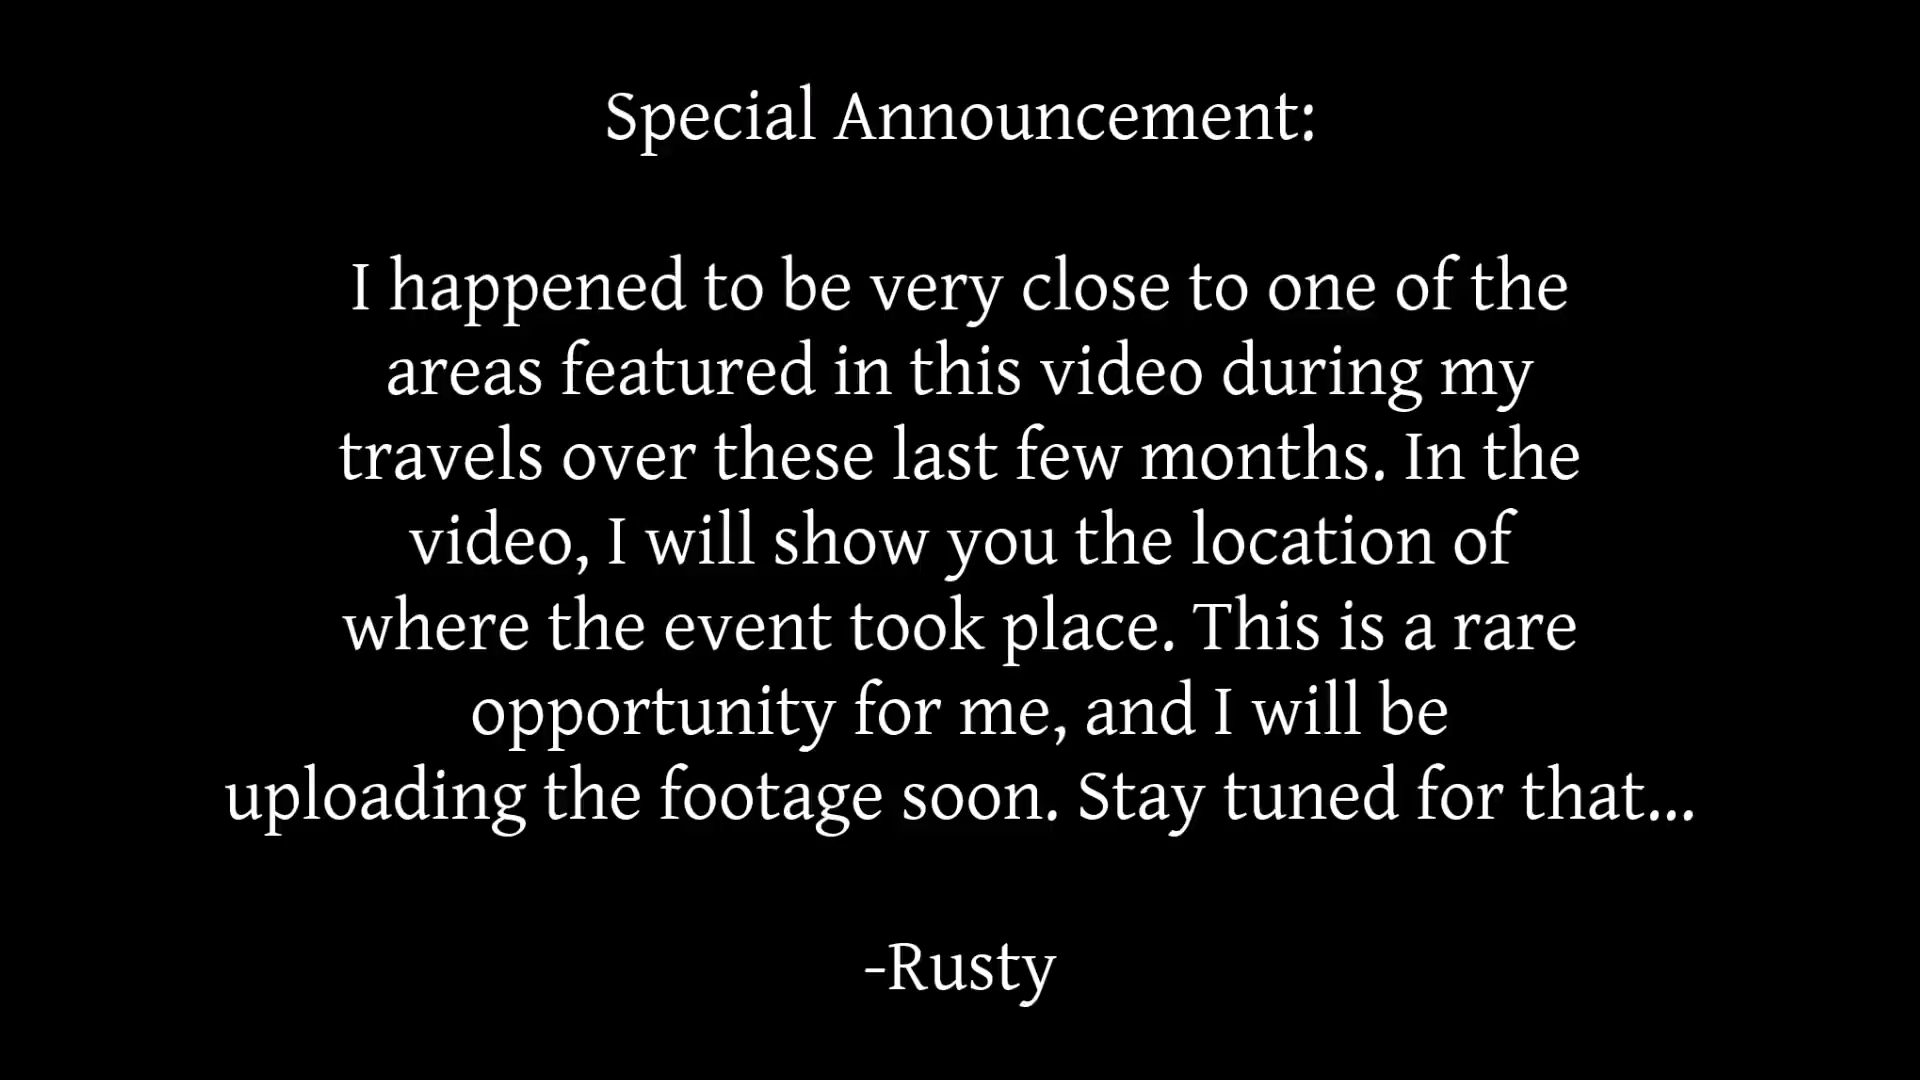 Special Announcement:
I happened to be very close to one of the
areas featured in this video during my
travels over these last few months. In the
video, I will show you the location of
where the event took place. This is a rare
opportunity for me, and I will be
uploading the footage soon. Stay tuned for that...
-Rusty